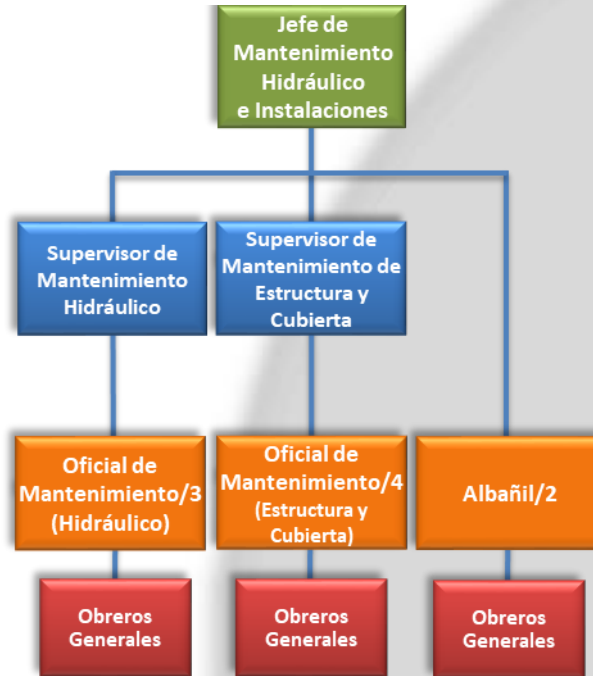 Jefe de
Mantenimiento
Hidráulico
e Instalaciones
Supervisor de
Mantenimiento
Hidráulico
Supervisor de
Mantenimiento de
Estructura y
Cubierta
Oficial de
Mantenimiento/3
(Hidráulico)
Oficial de
Mantenimiento/4
(Estructura y
Cubierta)
Albañil/2
Obreros
Generales
Obreros
Generales
Obreros
Generales